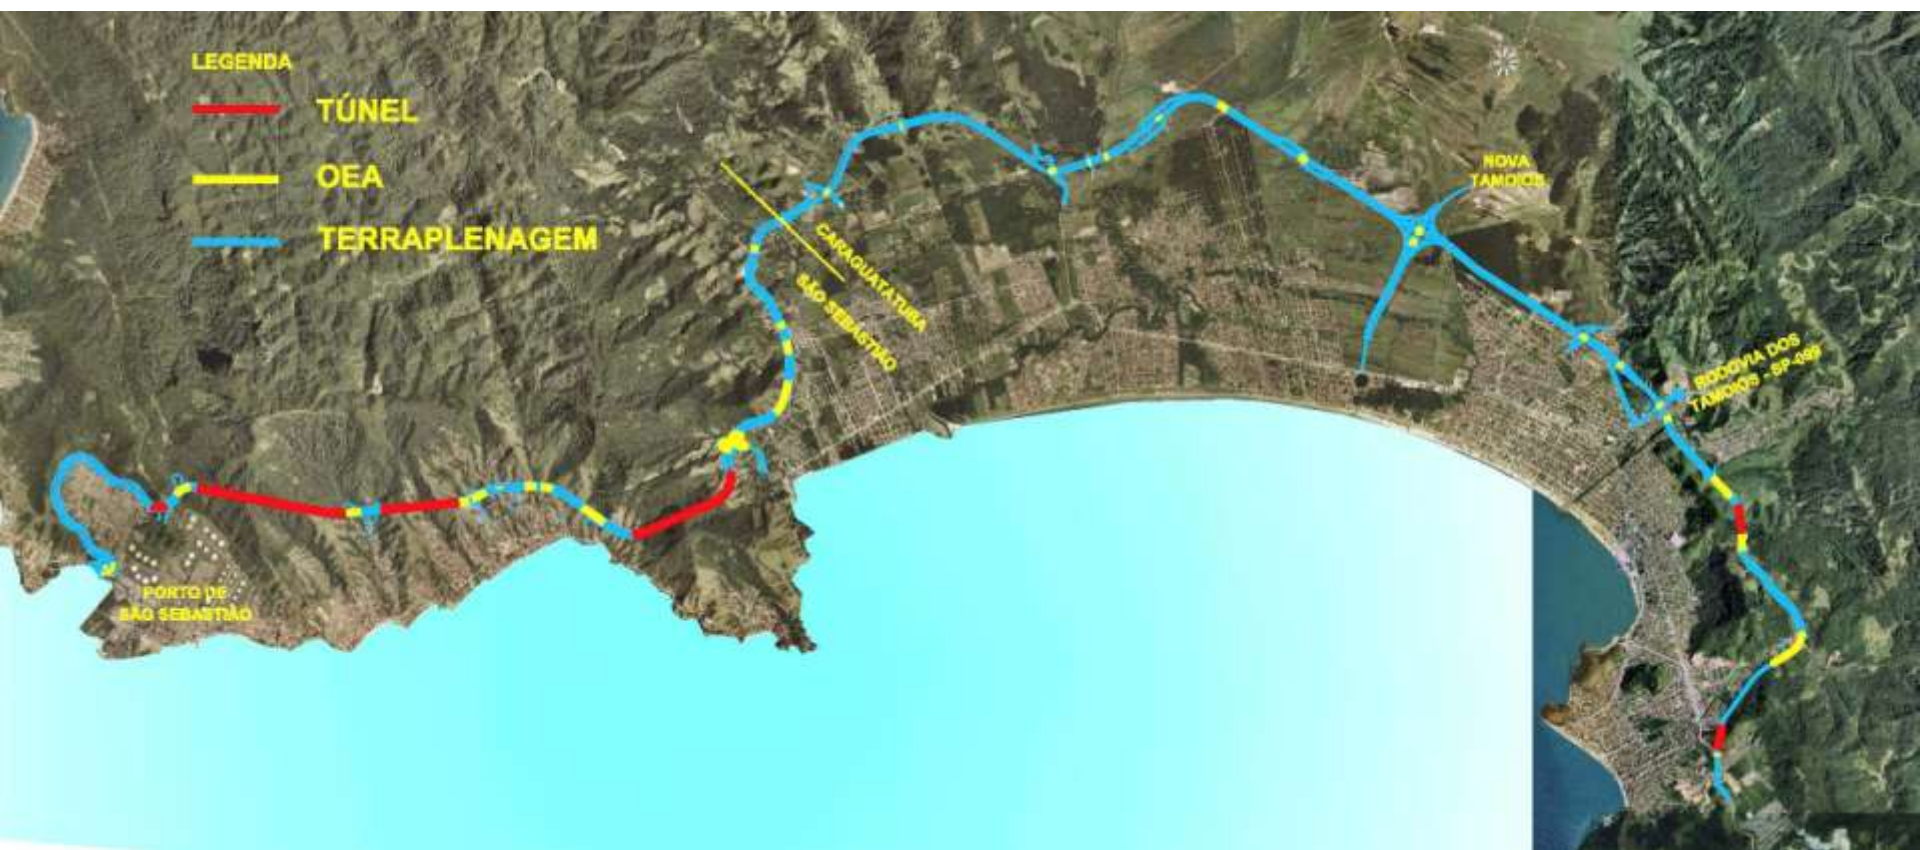 LEGENDA
TÚNEL
OEA
TERRAPLENAGEM
NOVA
TAMOIOS
CARAGUATATUBA
SÃO SEBASTIÃO
RODOVIA DOS
TAMOIOS - SP-099
PORTO DE
SÃO SEBASTIÃO